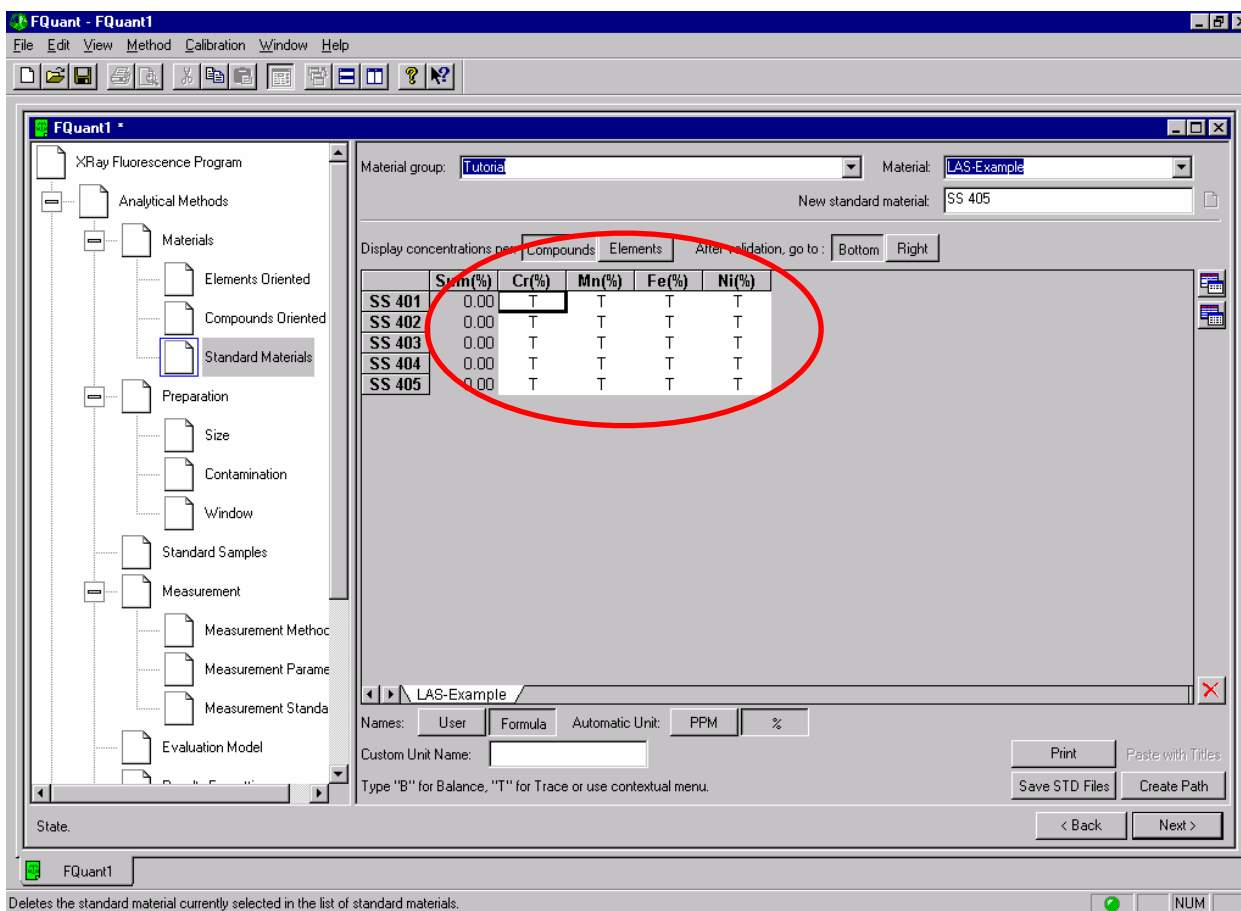 FQuant - FQuant1
File Edit View Method Calibration Window Help
FQuant1 *
XRay Fluorescence Program
Analytical Methods
Materials
Elements Oriented
Compounds Oriented
Standard Materials
Preparation
Size
Contamination
Window
Standard Samples
Measurement
Measurement Method
Measurement Parame
Measurement Standa
Evaluation Model
Material group: Tutorial Material: LAS-Example
New standard material: SS 405
Display concentrations per: Compounds Elements After validation, go to : Bottom Right
Sum(%) Cr(%) Mn(%) Fe(%) Ni(%)
SS 401 0.00 T T T T
SS 402 0.00 T T T T
SS 403 0.00 T T T T
SS 404 0.00 T T T T
SS 405 0.00 T T T T
LAS-Example
Names: User Formula Automatic Unit: PPM %
Custom Unit Name: Print Paste with Titles
Type "B" for Balance, "T" for Trace or use contextual menu. Save STD Files Create Path
State. < Back Next >
FQuant1
Deletes the standard material currently selected in the list of standard materials. NUM